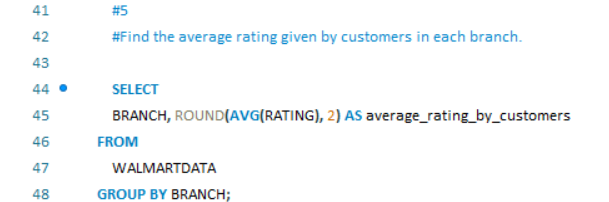 41 #5
42 #Find the average rating given by customers in each branch.
43
44 SELECT
45 BRANCH, ROUND(AVG(RATING), 2) AS average_rating_by_customers
46 FROM
47 WALMARTDATA
48 GROUP BY BRANCH;